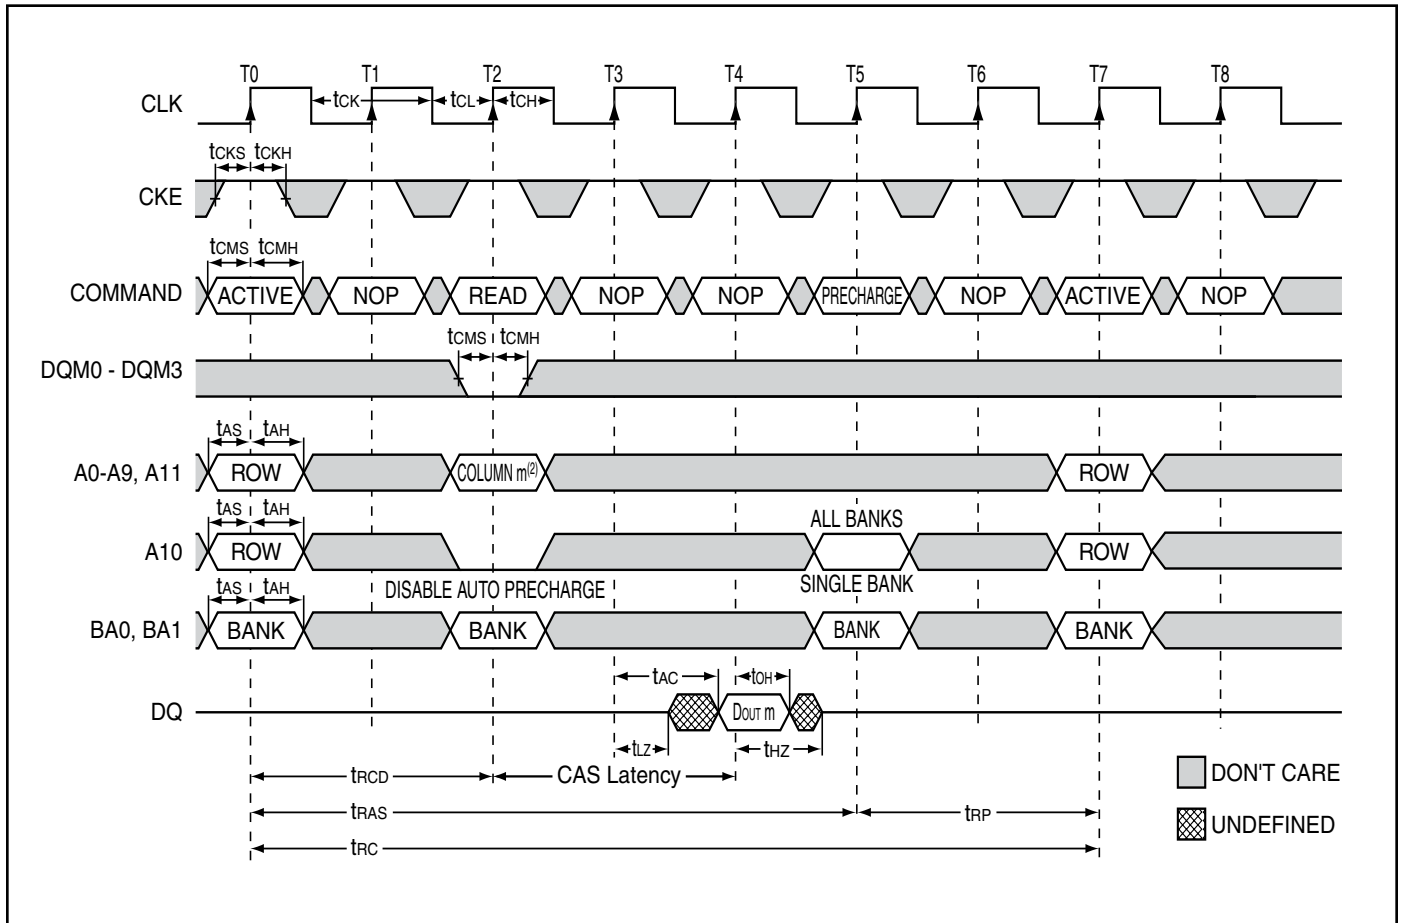 T0 T1 T2 T3 T4 T5 T6 T7 T8
CLK tCK tCL tCH
tCKS tCKH
CKE
tCMS tCMH
COMMAND ACTIVE NOP READ NOP NOP PRECHARGE NOP ACTIVE NOP
tCMS tCMH
DQM0 - DQM3
tAS tAH
A0-A9, A11 ROW COLUMN m(2) ROW
tAS tAH ALL BANKS
A10 ROW ROW
tAS tAH DISABLE AUTO PRECHARGE SINGLE BANK
BA0, BA1 BANK BANK BANK BANK
tAC tOH
DQ DOUT m
tLZ tHZ
tRCD CAS Latency DON'T CARE
tRAS tRP
UNDEFINED
tRC